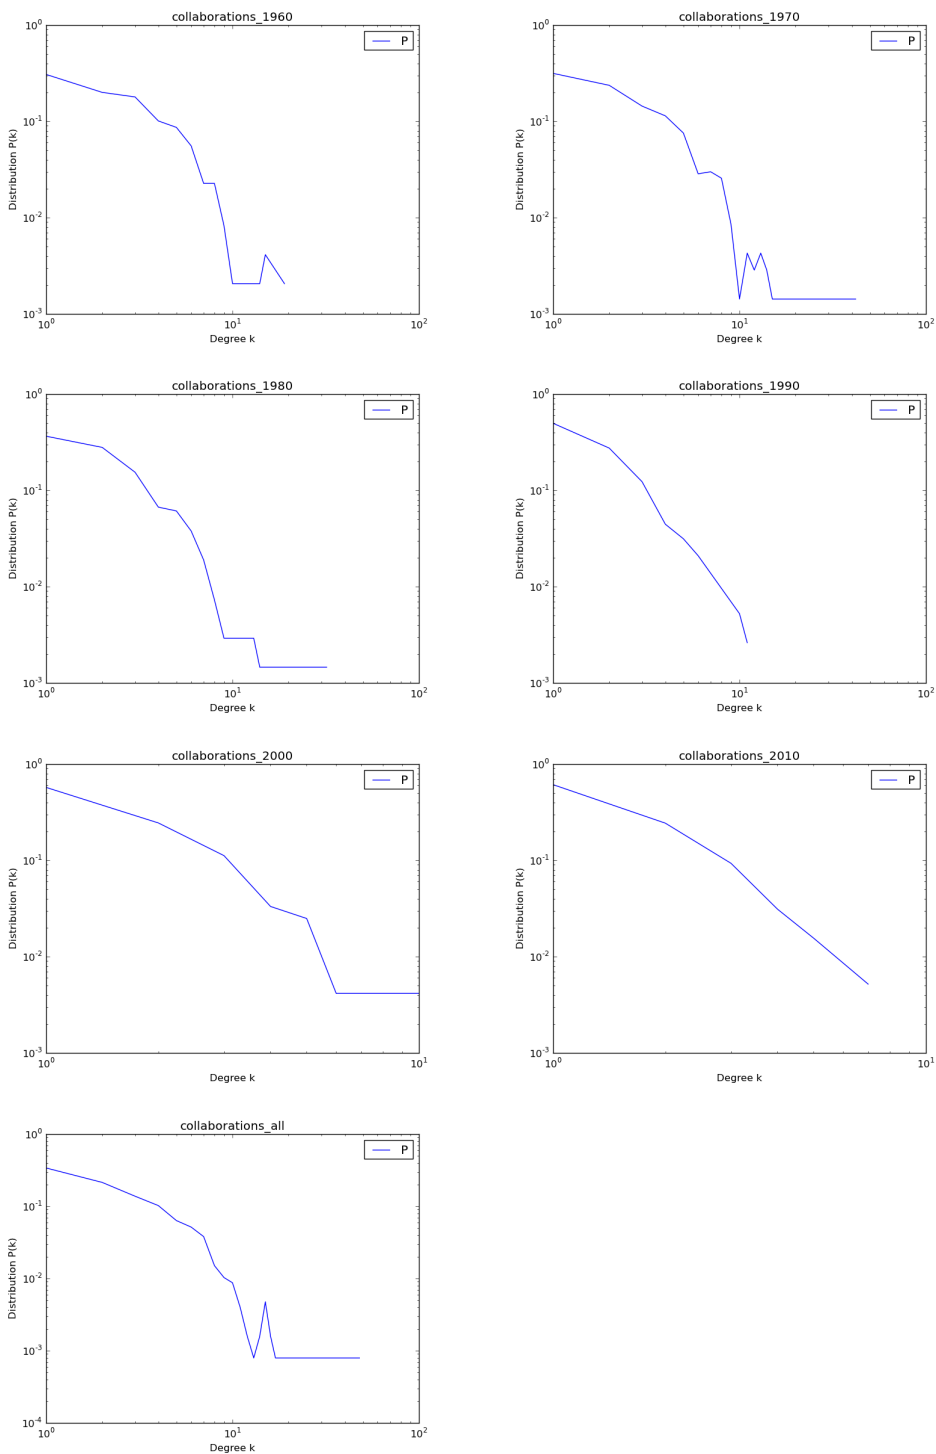 collaborations_1960
10^0
P
10^-1
Distribution P(k)
10^-2
10^-3
10^0
10^1
10^2
Degree k
collaborations_1970
10^0
P
10^-1
Distribution P(k)
10^-2
10^-3
10^0
10^1
10^2
Degree k
collaborations_1980
10^0
P
10^-1
Distribution P(k)
10^-2
10^-3
10^0
10^1
10^2
Degree k
collaborations_1990
10^0
P
10^-1
Distribution P(k)
10^-2
10^-3
10^0
10^1
10^2
Degree k
collaborations_2000
10^0
P
10^-1
Distribution P(k)
10^-2
10^-3
10^0
10^1
Degree k
collaborations_2010
10^0
P
10^-1
Distribution P(k)
10^-2
10^-3
10^0
10^1
Degree k
collaborations_all
10^0
P
10^-1
10^-2
Distribution P(k)
10^-3
10^-4
10^0
10^1
10^2
Degree k